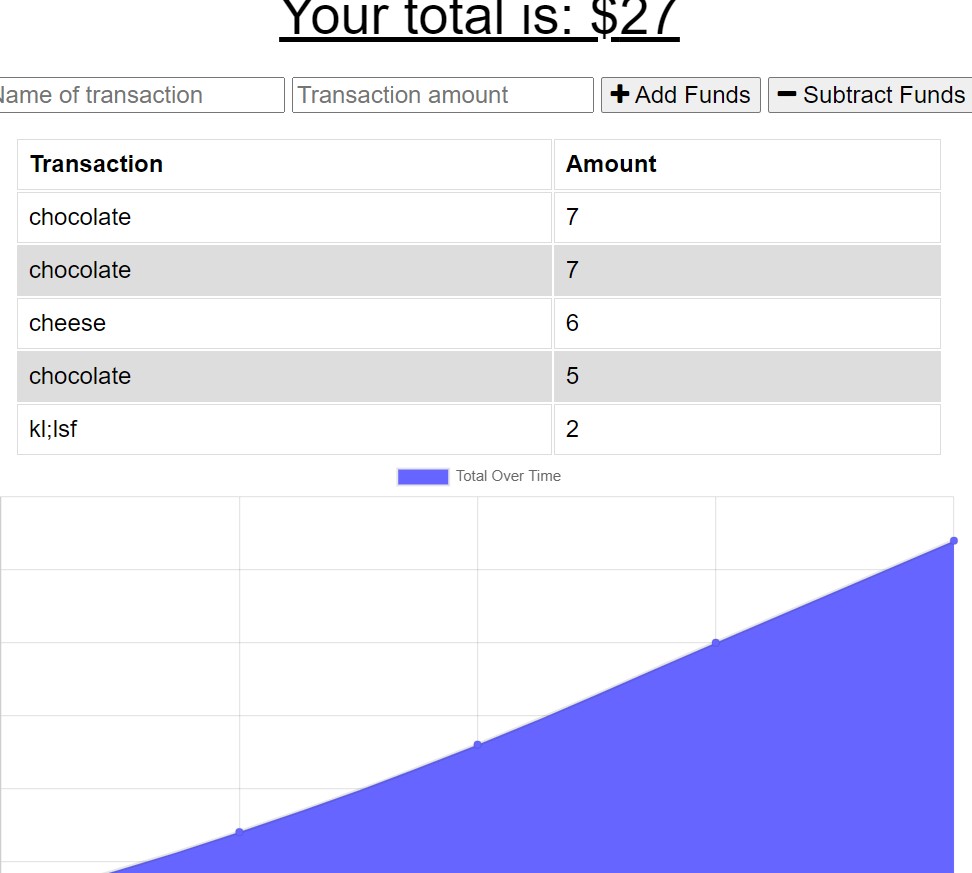 Your total is: $27
Name of transaction Transaction amount Add Funds Subtract Funds
Transaction Amount
chocolate 7
chocolate 7
cheese 6
chocolate 5
kl;lsf 2
Total Over Time